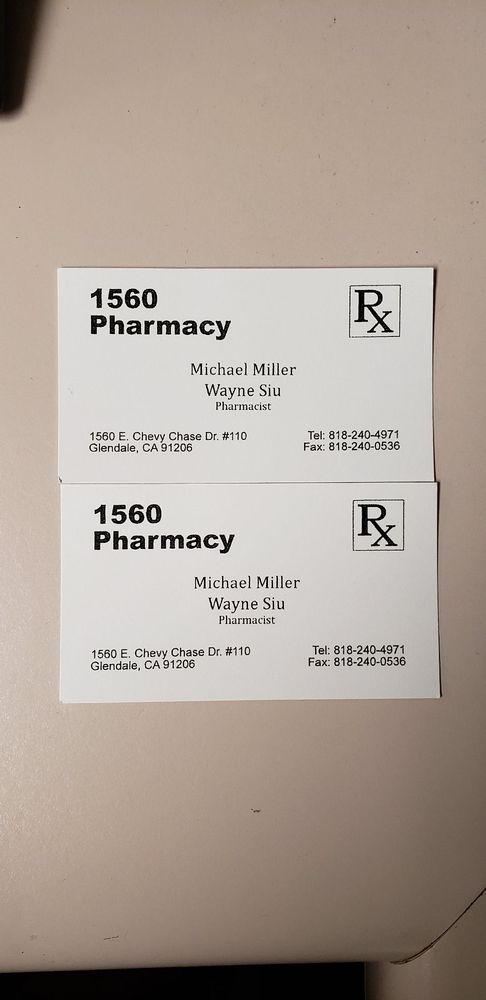 1560
Pharmacy
Rx
Michael Miller
Wayne Siu
Pharmacist
1560 E. Chevy Chase Dr. #110
Glendale, CA 91206
Tel: 818-240-4971
Fax: 818-240-0536
1560
Pharmacy
Rx
Michael Miller
Wayne Siu
Pharmacist
1560 E. Chevy Chase Dr. #110
Glendale, CA 91206
Tel: 818-240-4971
Fax: 818-240-0536